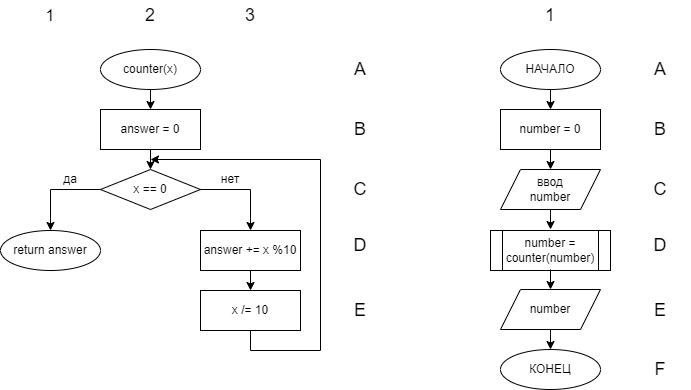 1 2 3 1
counter(x) A НАЧАЛО A
answer = 0 B number = 0 B
да x == 0 нет C ввод
number C
return answer answer += x %10 D number =
counter(number) D
x /= 10 E number E
КОНЕЦ F